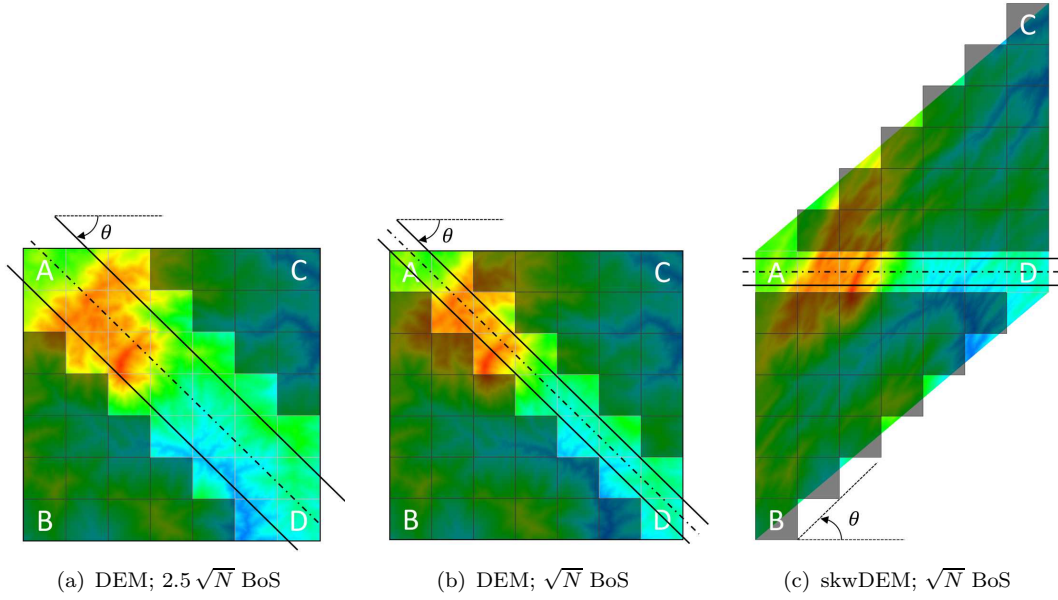 C
θ
θ
A
C
A
C
A
D
B
D
B
D
B
θ
(a) DEM; 2.5 √N BoS
(b) DEM; √N BoS
(c) skwDEM; √N BoS